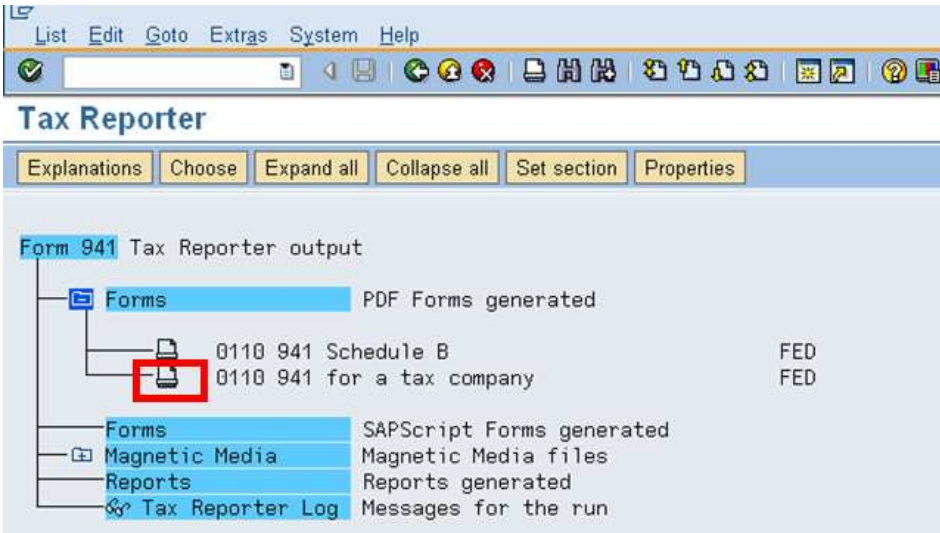 List Edit Goto Extras System Help
Tax Reporter
Explanations Choose Expand all Collapse all Set section Properties
Form 941 Tax Reporter output
Forms PDF Forms generated
0110 941 Schedule B FED
0110 941 for a tax company FED
Forms SAPScript Forms generated
Magnetic Media Magnetic Media files
Reports Reports generated
Tax Reporter Log Messages for the run